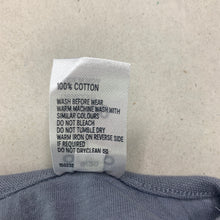 100% COTTON
WASH BEFORE WEAR
WARM MACHINE WASH WITH
SIMILAR COLOURS
DO NOT BLEACH
DO NOT TUMBLE DRY
WARM IRON ON REVERSE SIDE
IF REQUIRED
DO NOT DRYCLEAN